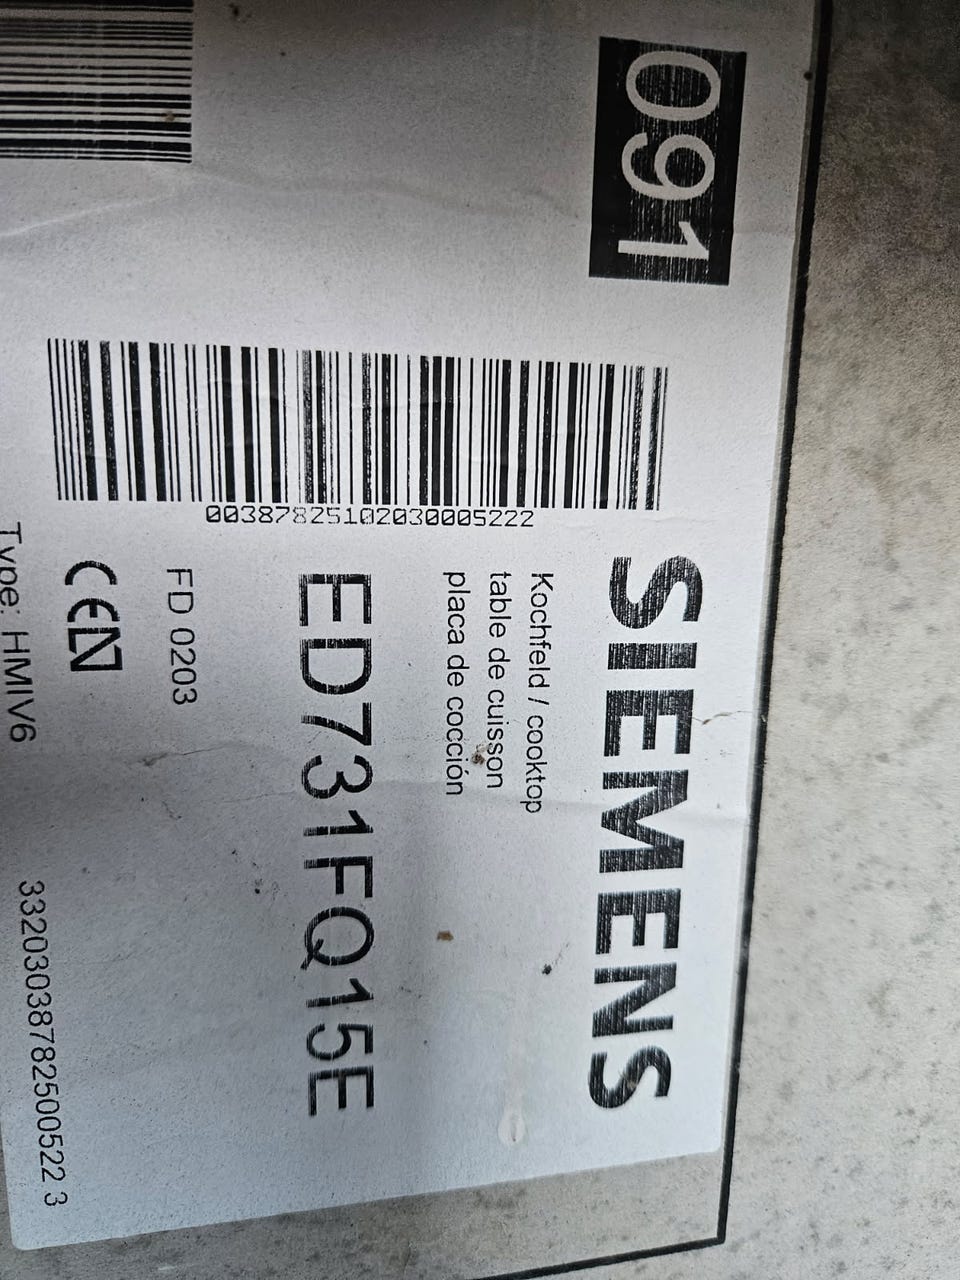 091
00387825102030005222
SIEMENS
Kochfeld / cooktop
table de cuisson
placa de cocción
ED731FQ15E
FD 0203
CE
Type: HMIV6
33203038782500522 3